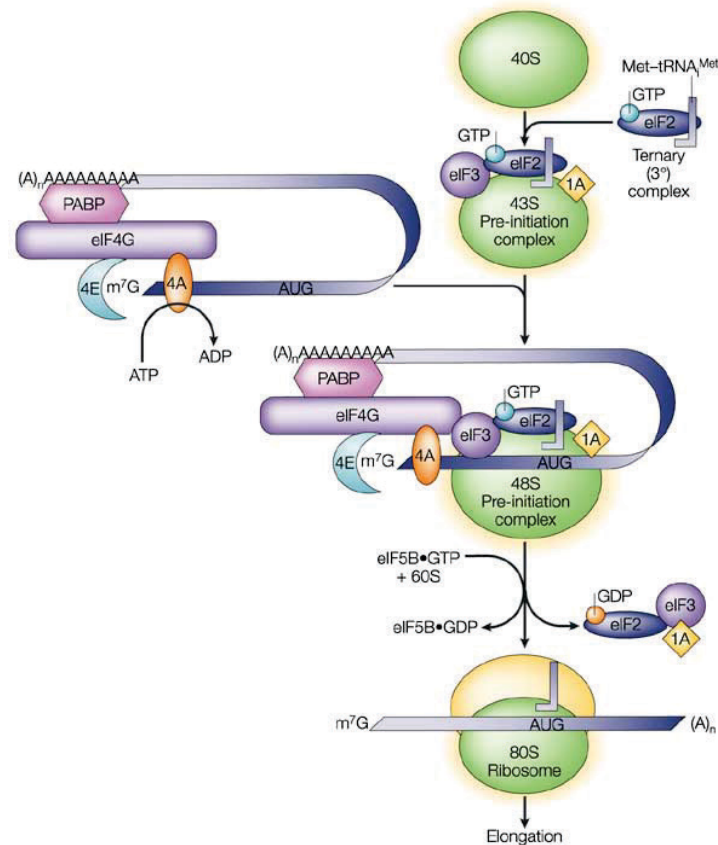 40S
Met–tRNAiMet
GTP
eIF2
Ternary
(3°)
complex
GTP
eIF2
eIF3
1A
43S
Pre-initiation
complex
(A)nAAAAAAAAA
PABP
eIF4G
4E
m7G
4A
AUG
ATP
ADP
(A)nAAAAAAAAA
PABP
eIF4G
GTP
eIF2
eIF3
1A
4E
m7G
4A
AUG
48S
Pre-initiation
complex
eIF5B•GTP
+ 60S
eIF5B•GDP
GDP
eIF2
eIF3
1A
m7G
AUG
(A)n
80S
Ribosome
Elongation